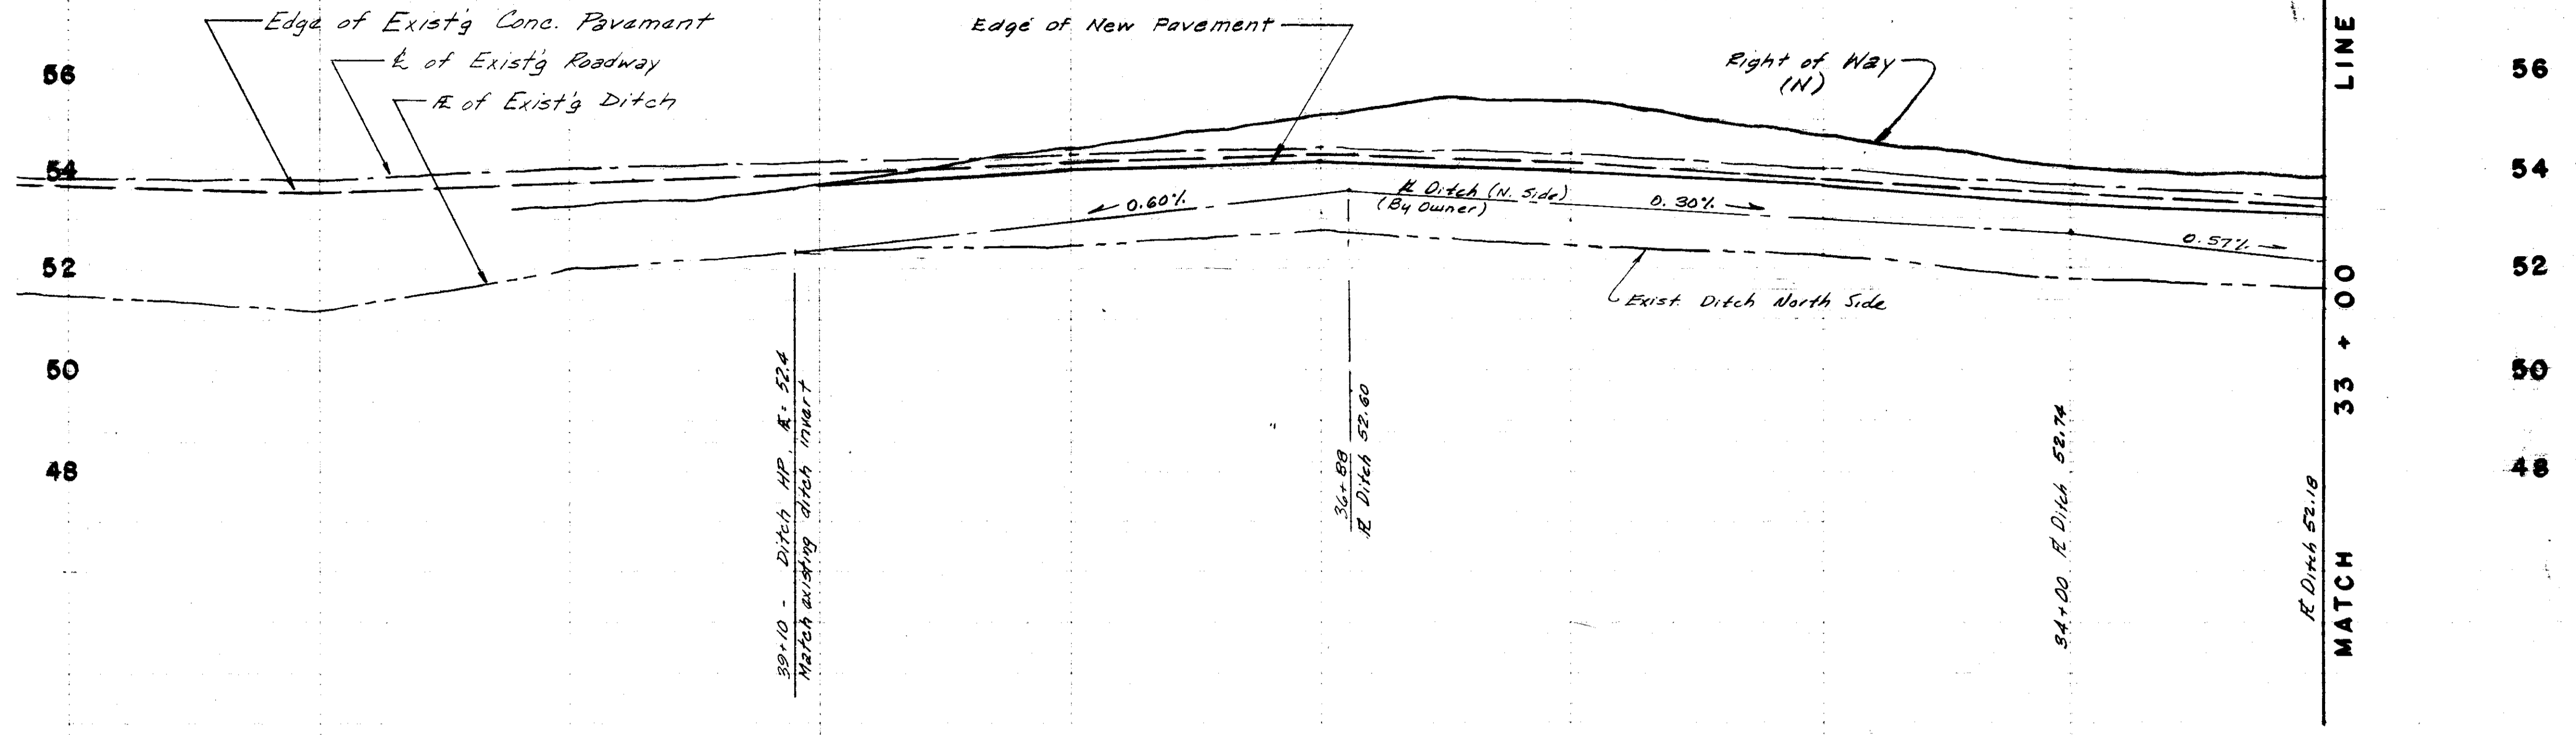 Edge of Exist'g Conc. Pavement
℄ of Exist'g Roadway
℄ of Exist'g Ditch
Edge of New Pavement
Right of Way
(N)
56
54
52
50
48
56
54
52
50
48
0.60%
℄ Ditch (N. Side)
(By Owner)
0.30%
0.57%
Exist. Ditch North Side
39+10 - Ditch HP, ℄= 52.4
Match existing ditch invert
36+88
℄ Ditch 52.60
34+00 ℄ Ditch 52.74
℄ Ditch 52.18
MATCH 33+00 LINE